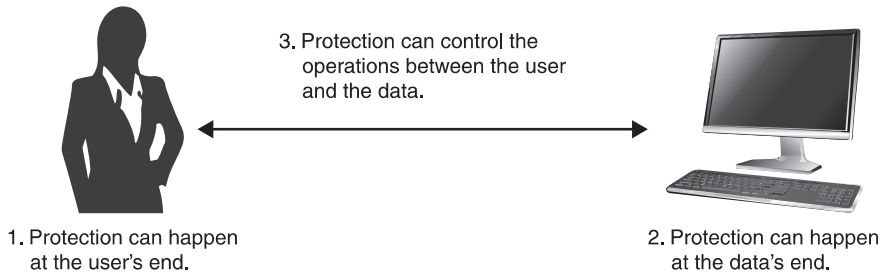 3. Protection can control the
operations between the user
and the data.
1. Protection can happen
at the user's end.
2. Protection can happen
at the data's end.